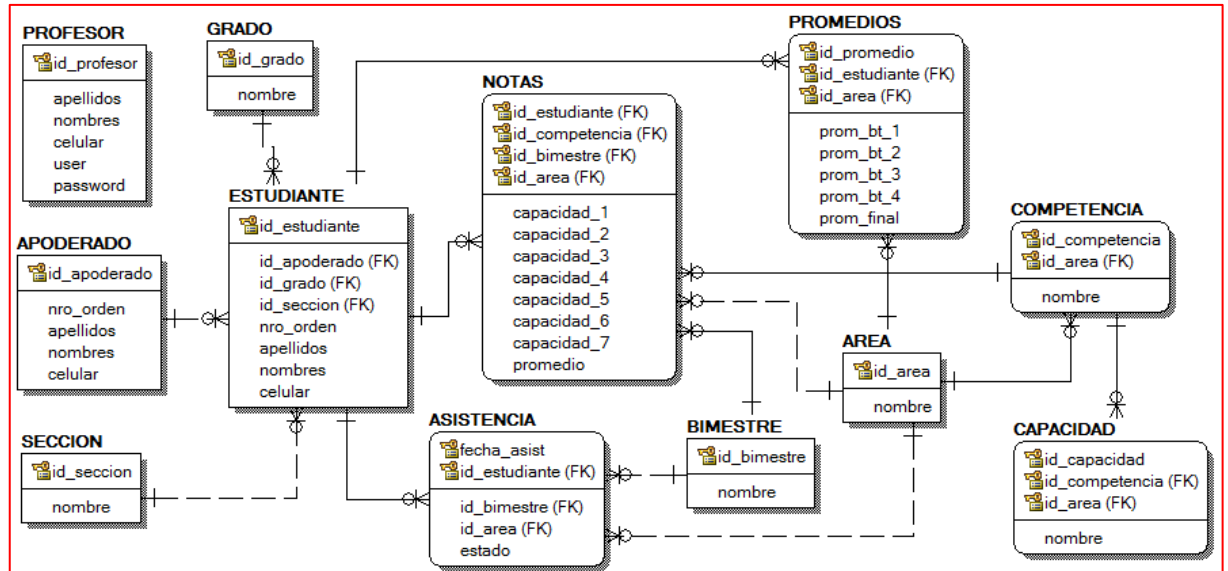 PROFESOR
id_profesor
apellidos
nombres
celular
user
password
GRADO
id_grado
nombre
APODERADO
id_apoderado
nro_orden
apellidos
nombres
celular
SECCION
id_seccion
nombre
ESTUDIANTE
id_estudiante
id_apoderado (FK)
id_grado (FK)
id_seccion (FK)
nro_orden
apellidos
nombres
celular
NOTAS
id_estudiante (FK)
id_competencia (FK)
id_bimestre (FK)
id_area (FK)
capacidad_1
capacidad_2
capacidad_3
capacidad_4
capacidad_5
capacidad_6
capacidad_7
promedio
ASISTENCIA
fecha_asist
id_estudiante (FK)
id_bimestre (FK)
id_area (FK)
estado
PROMEDIOS
id_promedio
id_estudiante (FK)
id_area (FK)
prom_bt_1
prom_bt_2
prom_bt_3
prom_bt_4
prom_final
BIMESTRE
id_bimestre
nombre
AREA
id_area
nombre
COMPETENCIA
id_competencia
id_area (FK)
nombre
CAPACIDAD
id_capacidad
id_competencia (FK)
id_area (FK)
nombre